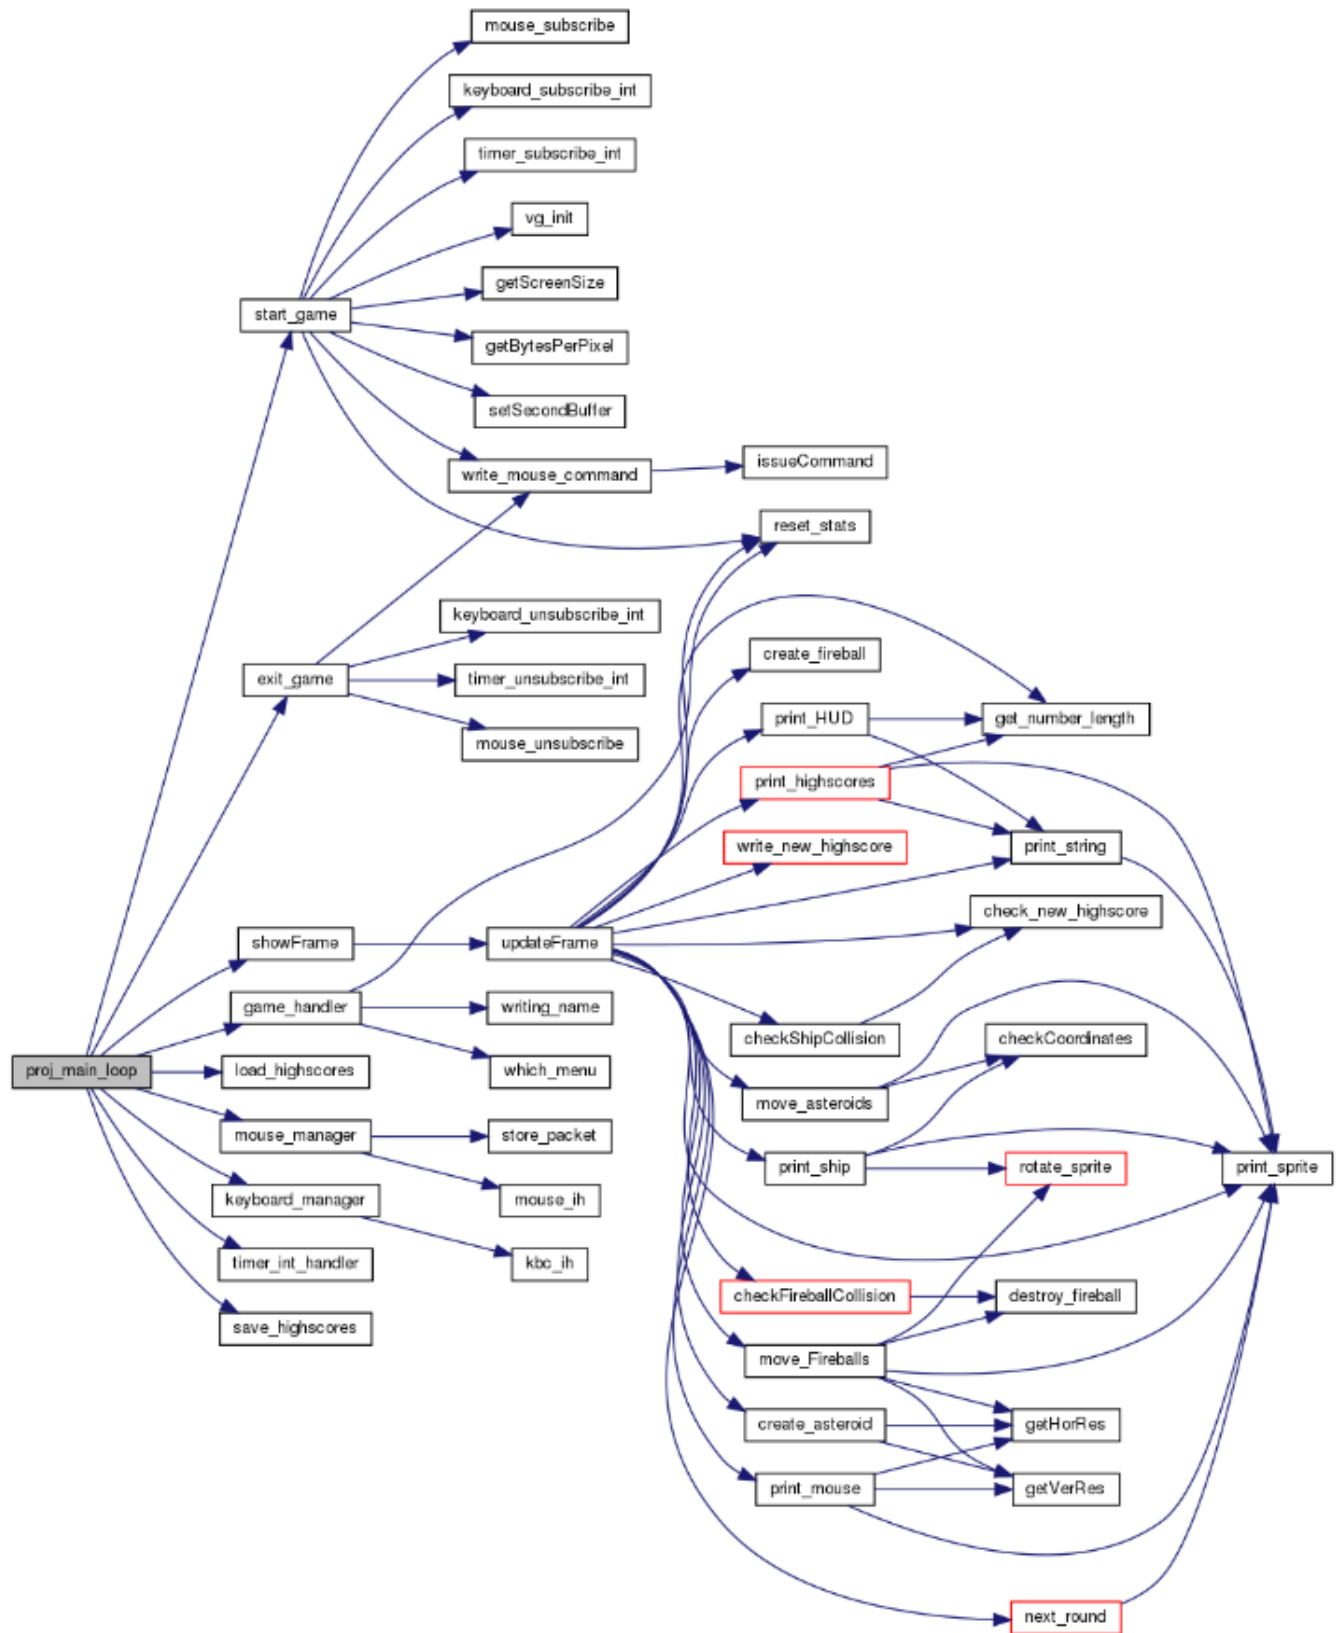 mouse_subscribe
keyboard_subscribe_int
timer_subscribe_int
vg_init
getScreenSize
start_game
getBytesPerPixel
setSecondBuffer
issueCommand
write_mouse_command
reset_stats
keyboard_unsubscribe_int
create_fireball
exit_game
timer_unsubscribe_int
print_HUD
get_number_length
mouse_unsubscribe
print_highscores
write_new_highscore
print_string
check_new_highscore
showFrame
updateFrame
game_handler
writing_name
checkShipCollision
checkCoordinates
proj_main_loop
load_highscores
which_menu
move_asteroids
mouse_manager
store_packet
print_ship
rotate_sprite
print_sprite
keyboard_manager
mouse_ih
timer_int_handler
kbc_ih
checkFireballCollision
destroy_fireball
save_highscores
move_Fireballs
create_asteroid
getHorRes
print_mouse
getVerRes
next_round